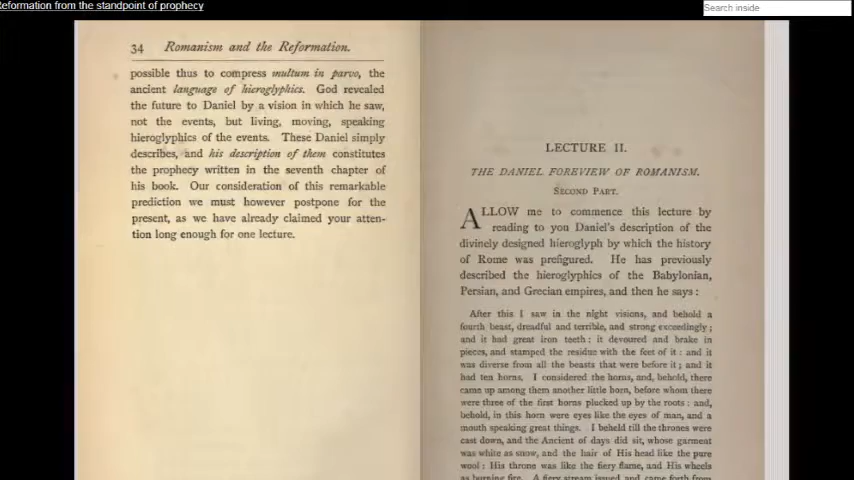 eformation from the standpoint of prophecy
Search inside
34 Romanism and the Reformation.
possible thus to compress multum in parvo, the
ancient language of hieroglyphics. God revealed
the future to Daniel by a vision in which he saw,
not the events, but living, moving, speaking
hieroglyphics of the events. These Daniel simply
describes, and his description of them constitutes
the prophecy written in the seventh chapter of
his book. Our consideration of this remarkable
prediction we must however postpone for the
present, as we have already claimed your atten-
tion long enough for one lecture.
LECTURE II.
THE DANIEL FOREVIEW OF ROMANISM.
SECOND PART.
ALLOW me to commence this lecture by
reading to you Daniel's description of the
divinely designed hieroglyph by which the history
of Rome was prefigured. He has previously
described the hieroglyphics of the Babylonian,
Persian, and Grecian empires, and then he says:
After this I saw in the night visions, and behold a
fourth beast, dreadful and terrible, and strong exceedingly;
and it had great iron teeth: it devoured and brake in
pieces, and stamped the residue with the feet of it: and it
was diverse from all the beasts that were before it; and it
had ten horns. I considered the horns, and, behold, there
came up among them another little horn, before whom there
were three of the first horns plucked up by the roots: and,
behold, in this horn were eyes like the eyes of man, and a
mouth speaking great things. I beheld till the thrones were
cast down, and the Ancient of days did sit, whose garment
was white as snow, and the hair of His head like the pure
wool: His throne was like the fiery flame, and His wheels
as burning fire. A fiery stream issued and came forth from